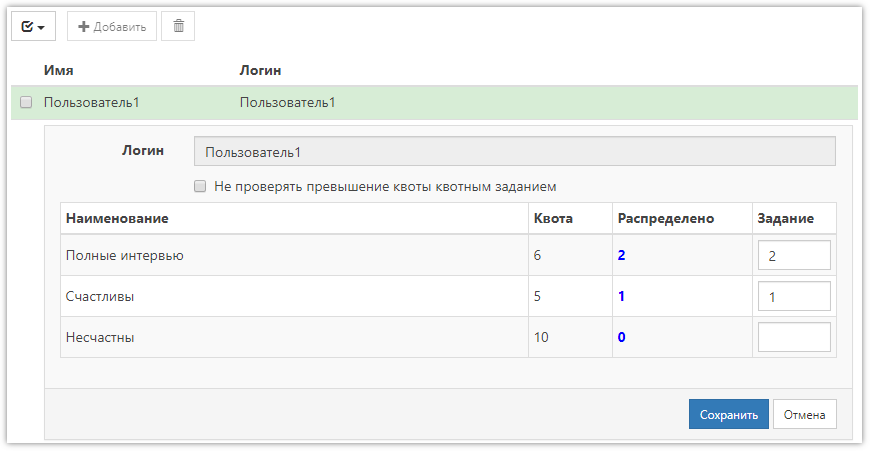 Добавить
Имя Логин
Пользователь1 Пользователь1
Логин Пользователь1
Не проверять превышение квоты квотным заданием
Наименование Квота Распределено Задание
Полные интервью 6 2 2
Счастливы 5 1 1
Несчастны 10 0
Сохранить Отмена